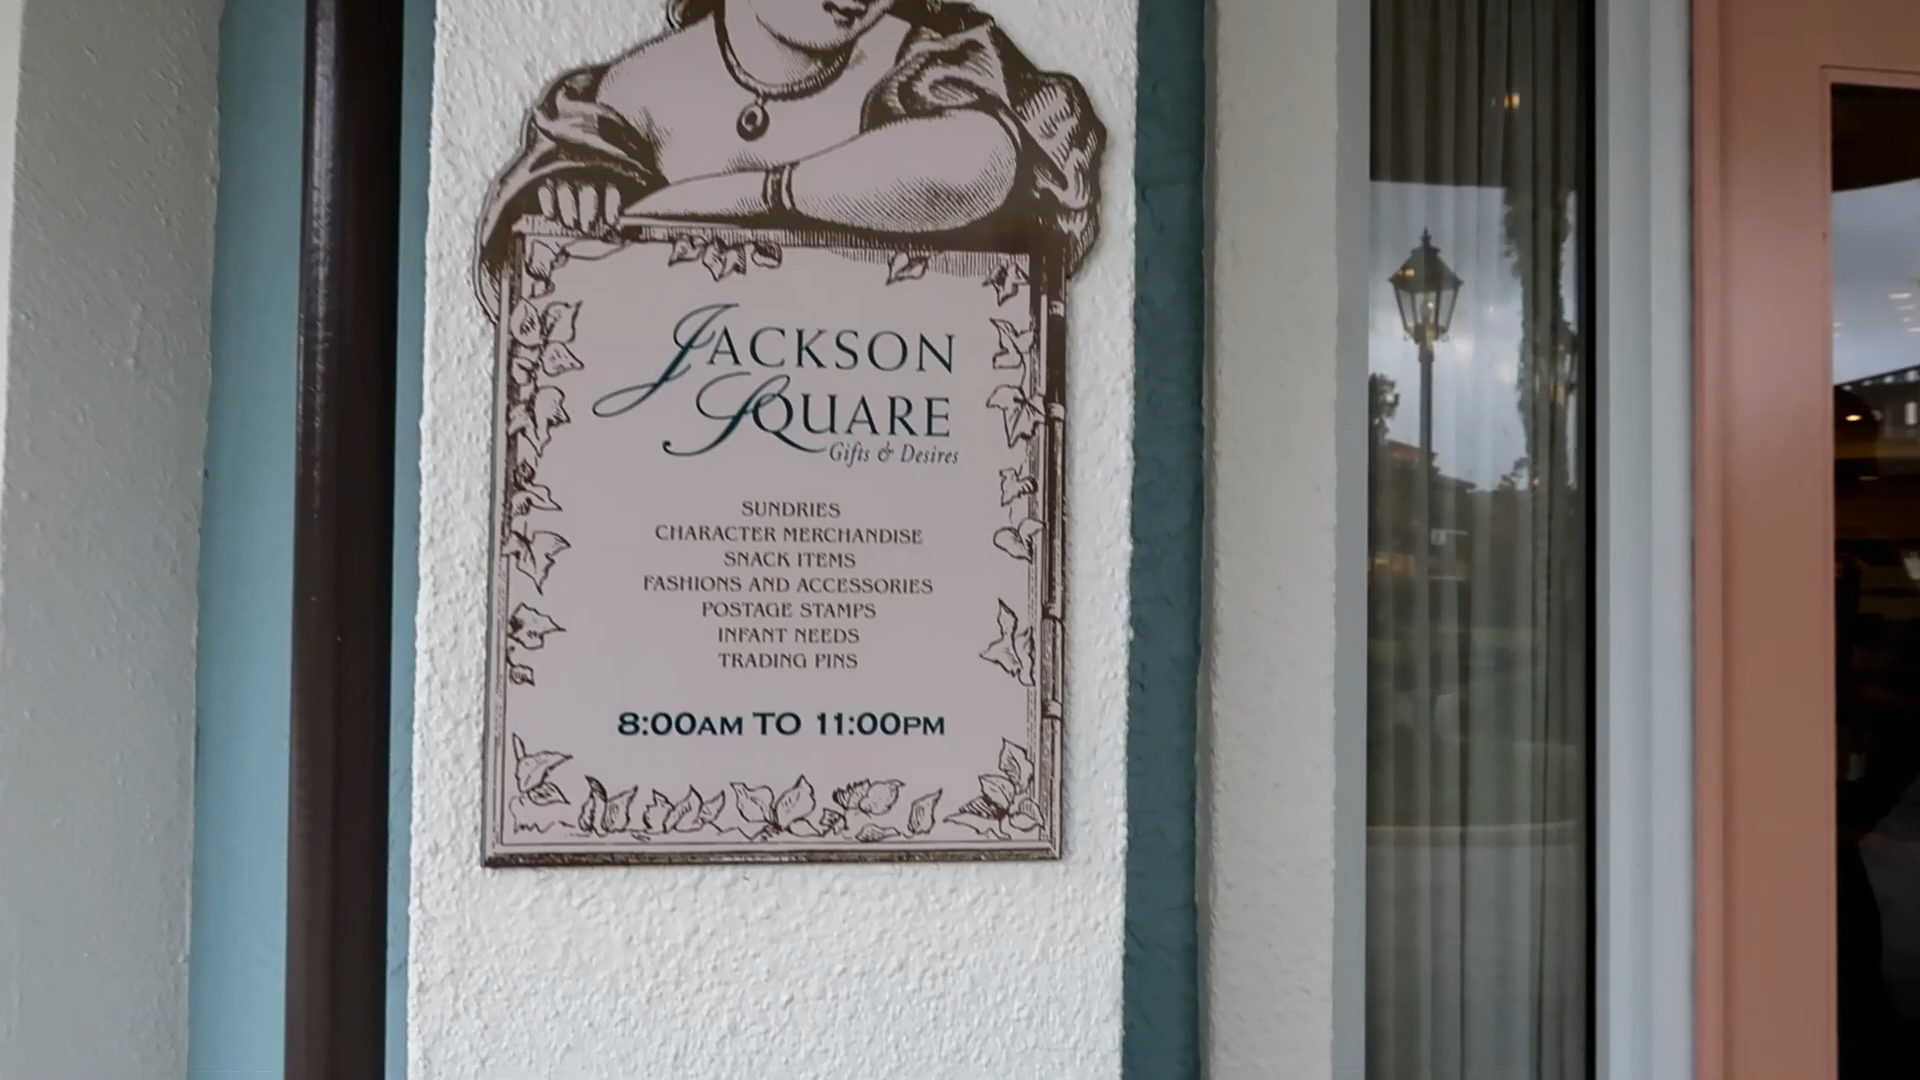 JACKSON
SQUARE
Gifts & Desires
SUNDRIES
CHARACTER MERCHANDISE
SNACK ITEMS
FASHIONS AND ACCESSORIES
POSTAGE STAMPS
INFANT NEEDS
TRADING PINS
8:00AM TO 11:00PM